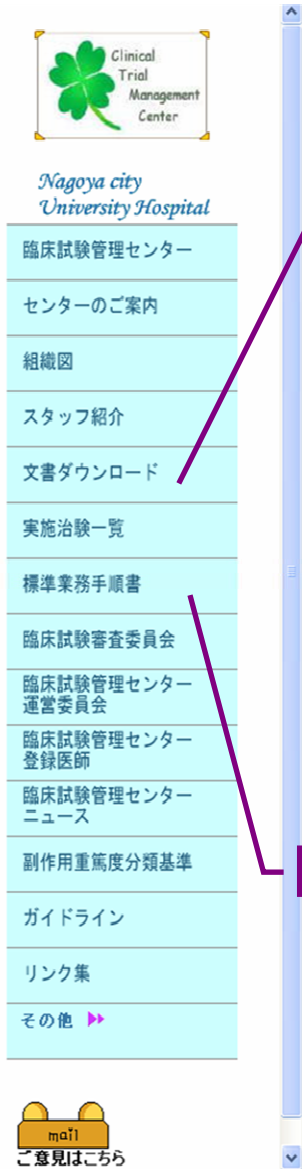 Clinical
Trial
Management
Center
Nagoya city
University Hospital
臨床試験管理センター
センターのご案内
組織図
スタッフ紹介
文書ダウンロード
実施治験一覧
標準業務手順書
臨床試験審査委員会
臨床試験管理センター
運営委員会
臨床試験管理センター
登録医師
臨床試験管理センター
ニュース
副作用重篤度分類基準
ガイドライン
リンク集
その他
mail
ご意見はこちら